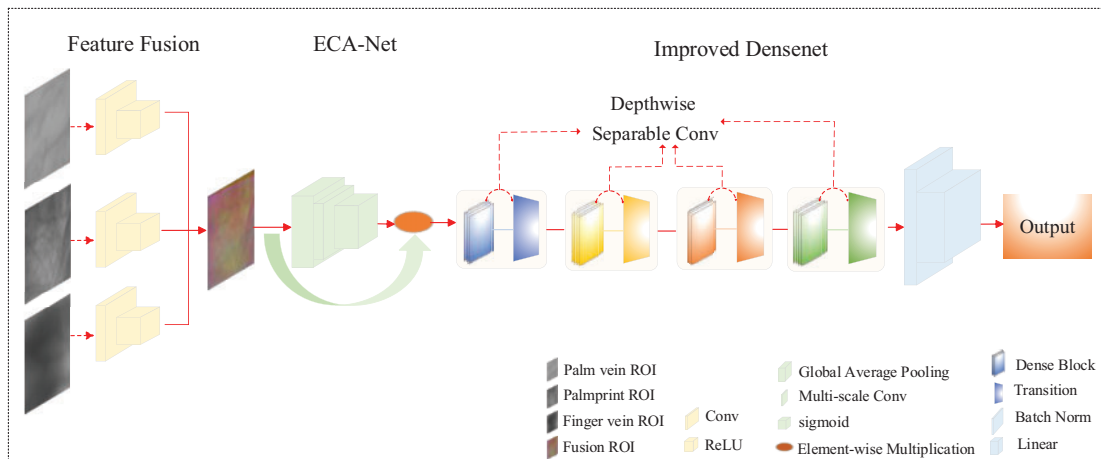 Feature Fusion
ECA-Net
Improved Densenet
Depthwise
Separable Conv
Output
Palm vein ROI
Palmprint ROI
Finger vein ROI
Fusion ROI
Conv
ReLU
Global Average Pooling
Multi-scale Conv
sigmoid
Element-wise Multiplication
Dense Block
Transition
Batch Norm
Linear